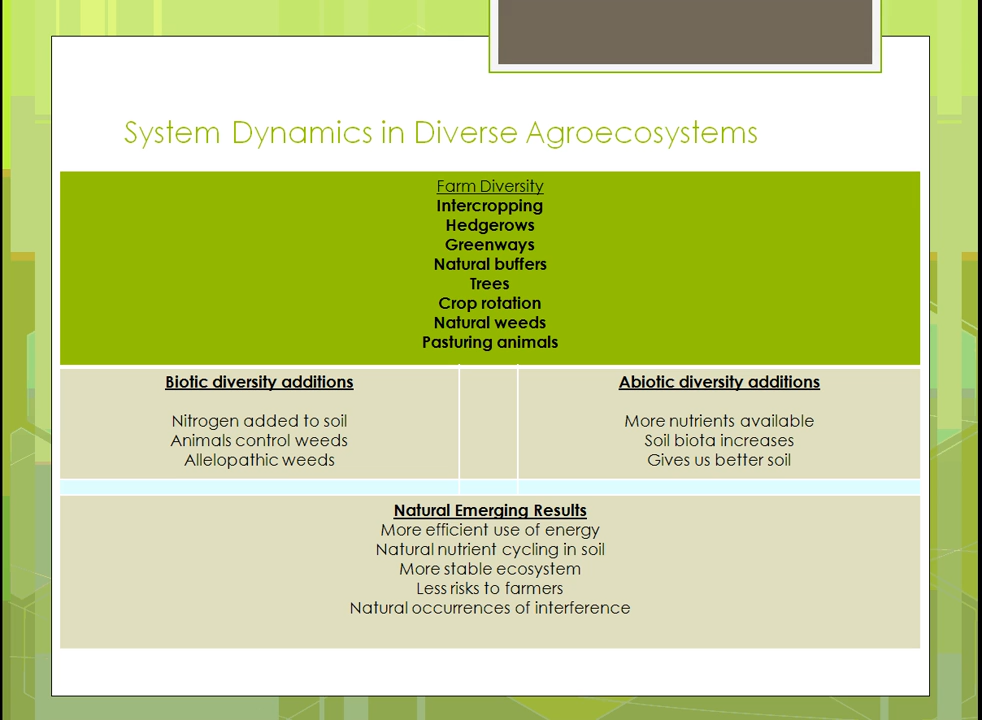 System Dynamics in Diverse Agroecosystems
Farm Diversity
Intercropping
Hedgerows
Greenways
Natural buffers
Trees
Crop rotation
Natural weeds
Pasturing animals
Biotic diversity additions
Nitrogen added to soil
Animals control weeds
Allelopathic weeds
Abiotic diversity additions
More nutrients available
Soil biota increases
Gives us better soil
Natural Emerging Results
More efficient use of energy
Natural nutrient cycling in soil
More stable ecosystem
Less risks to farmers
Natural occurrences of interference